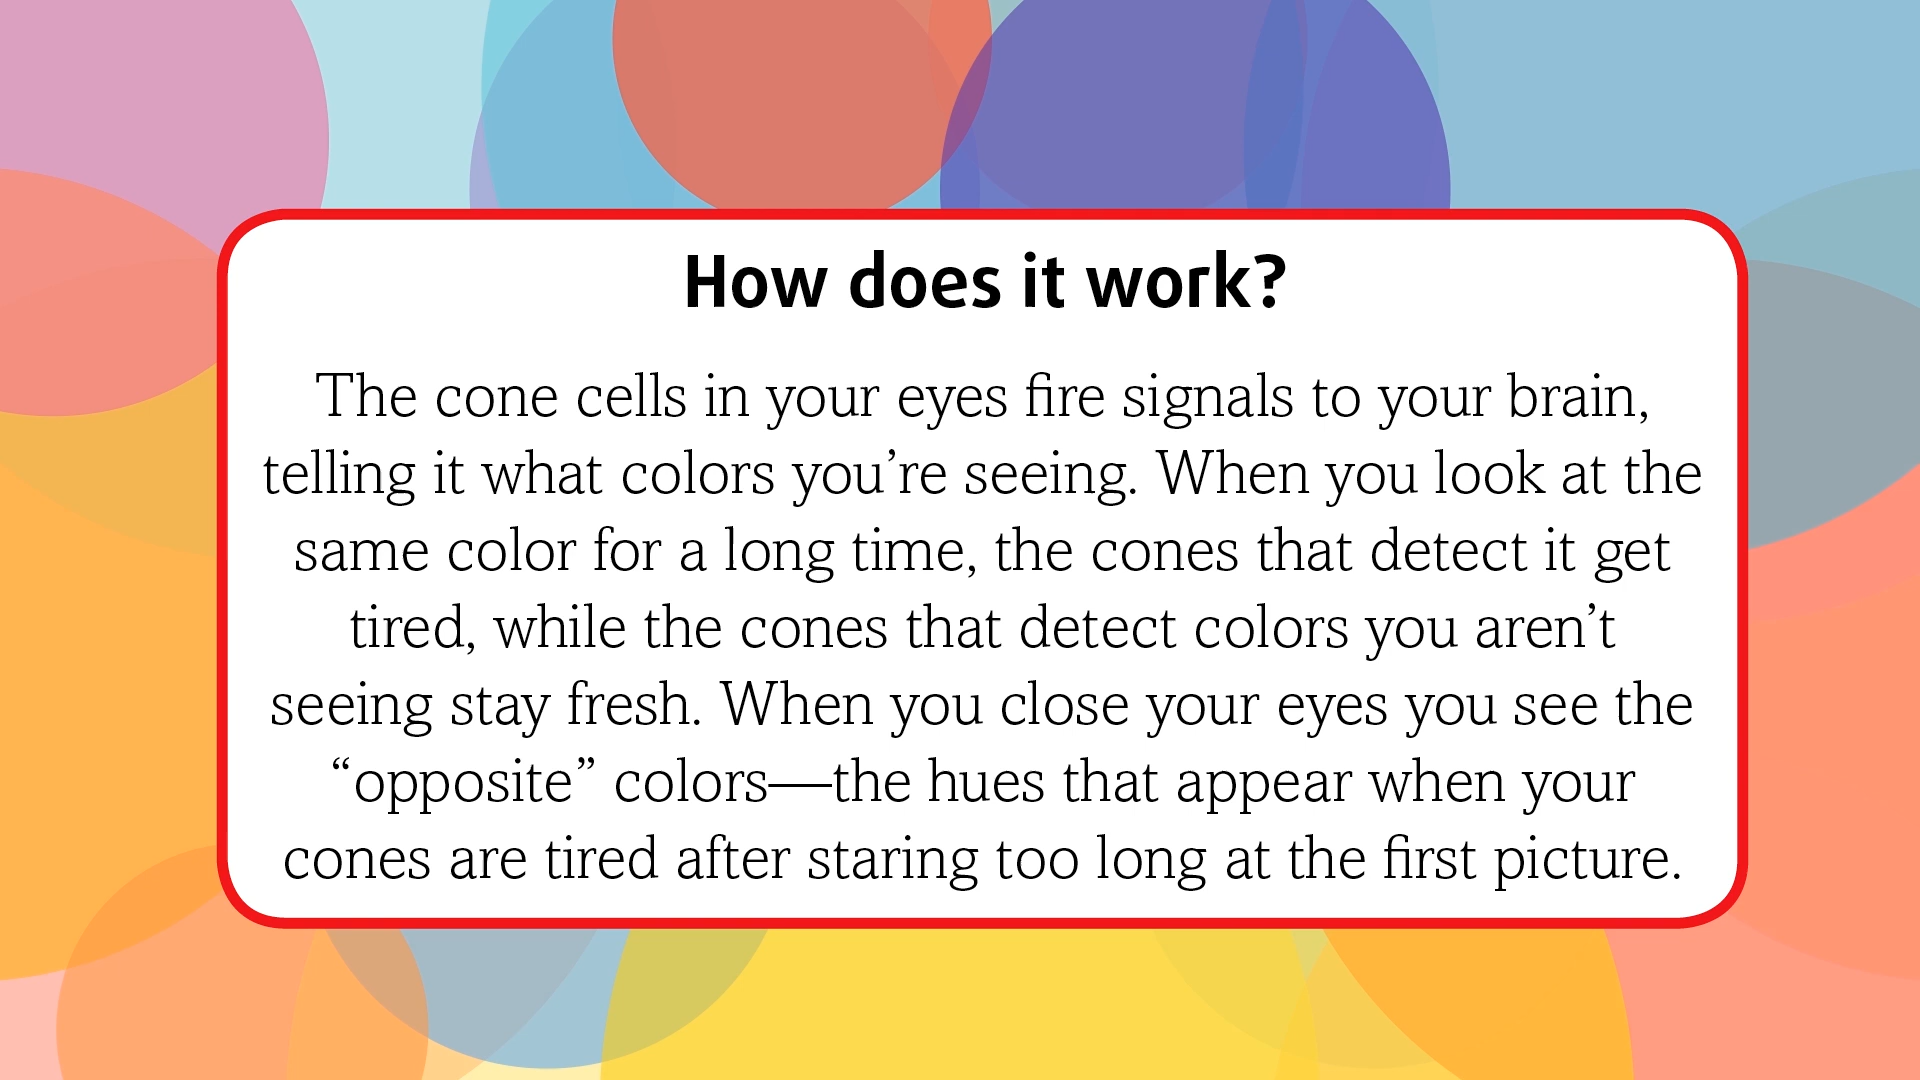 How does it work?
The cone cells in your eyes fire signals to your brain,
telling it what colors you’re seeing. When you look at the
same color for a long time, the cones that detect it get
tired, while the cones that detect colors you aren’t
seeing stay fresh. When you close your eyes you see the
“opposite” colors—the hues that appear when your
cones are tired after staring too long at the first picture.